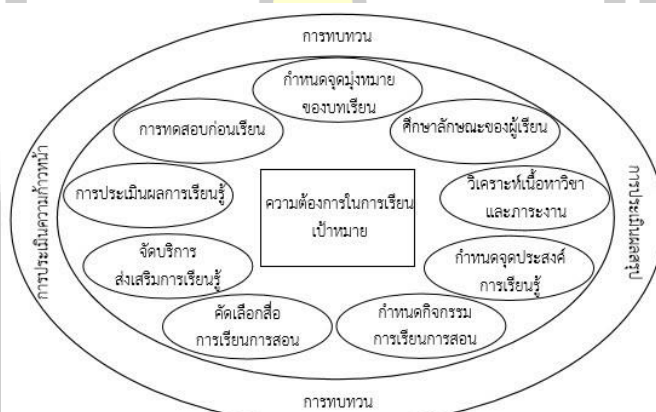 การทบทวน
กำหนดจุดมุ่งหมาย
ของบทเรียน
การทดสอบก่อนเรียน
ศึกษาลักษณะของผู้เรียน
การประเมินความก้าวหน้า
การประเมินผลการเรียนรู้
ความต้องการในการเรียน
เป้าหมาย
วิเคราะห์เนื้อหาวิชา
และภาระงาน
การประเมินผลสรุป
จัดบริการ
ส่งเสริมการเรียนรู้
กำหนดจุดประสงค์
การเรียนรู้
คัดเลือกสื่อ
การเรียนการสอน
กำหนดกิจกรรม
การเรียนการสอน
การทบทวน